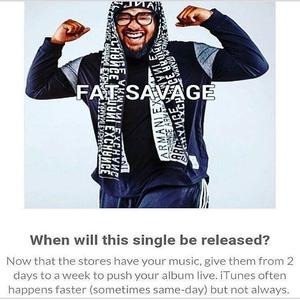 FAT SAVAGE
ARMANI EXCHANGE
When will this single be released?
Now that the stores have your music, give them from 2
days to a week to push your album live. iTunes often
happens faster (sometimes same-day) but not always.